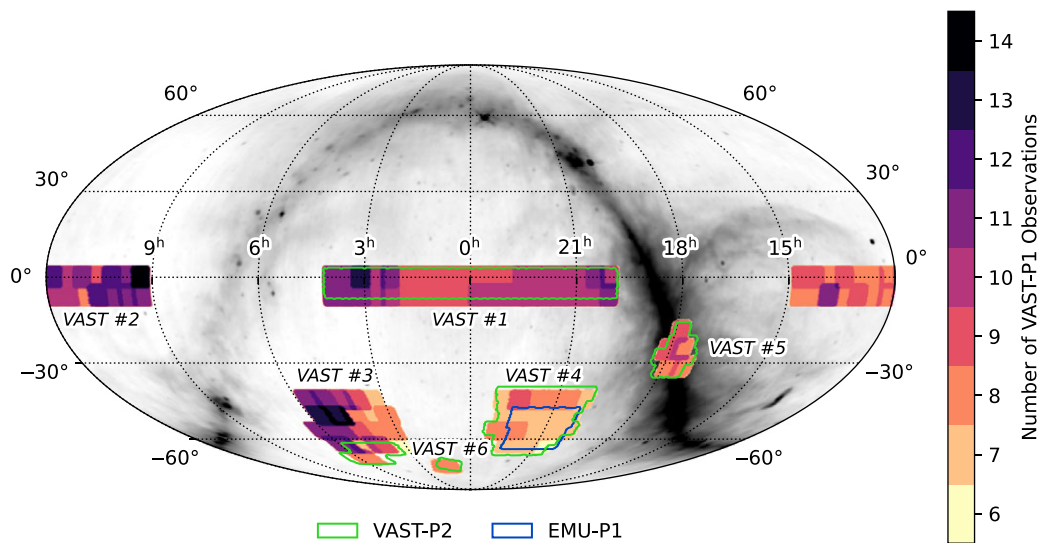 60° 60°
30° 30°
9ʰ 6ʰ 3ʰ 0ʰ 21ʰ 18ʰ 15ʰ
0° 0°
VAST #2 VAST #1
VAST #5
−30° VAST #3 VAST #4 −30°
VAST #6
−60° −60°
VAST-P2 EMU-P1
14
13
12
11
10
9
8
7
6
Number of VAST-P1 Observations